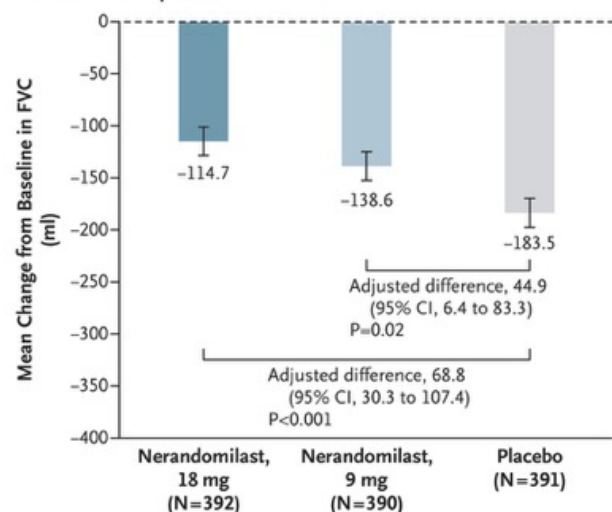 0
−50
−100
−150
−200
−250
−300
−350
−400
Mean Change from Baseline in FVC
(ml)
−114.7
−138.6
−183.5
Adjusted difference, 44.9
(95% CI, 6.4 to 83.3)
P=0.02
Adjusted difference, 68.8
(95% CI, 30.3 to 107.4)
P<0.001
Nerandomilast,
18 mg
(N=392)
Nerandomilast,
9 mg
(N=390)
Placebo
(N=391)